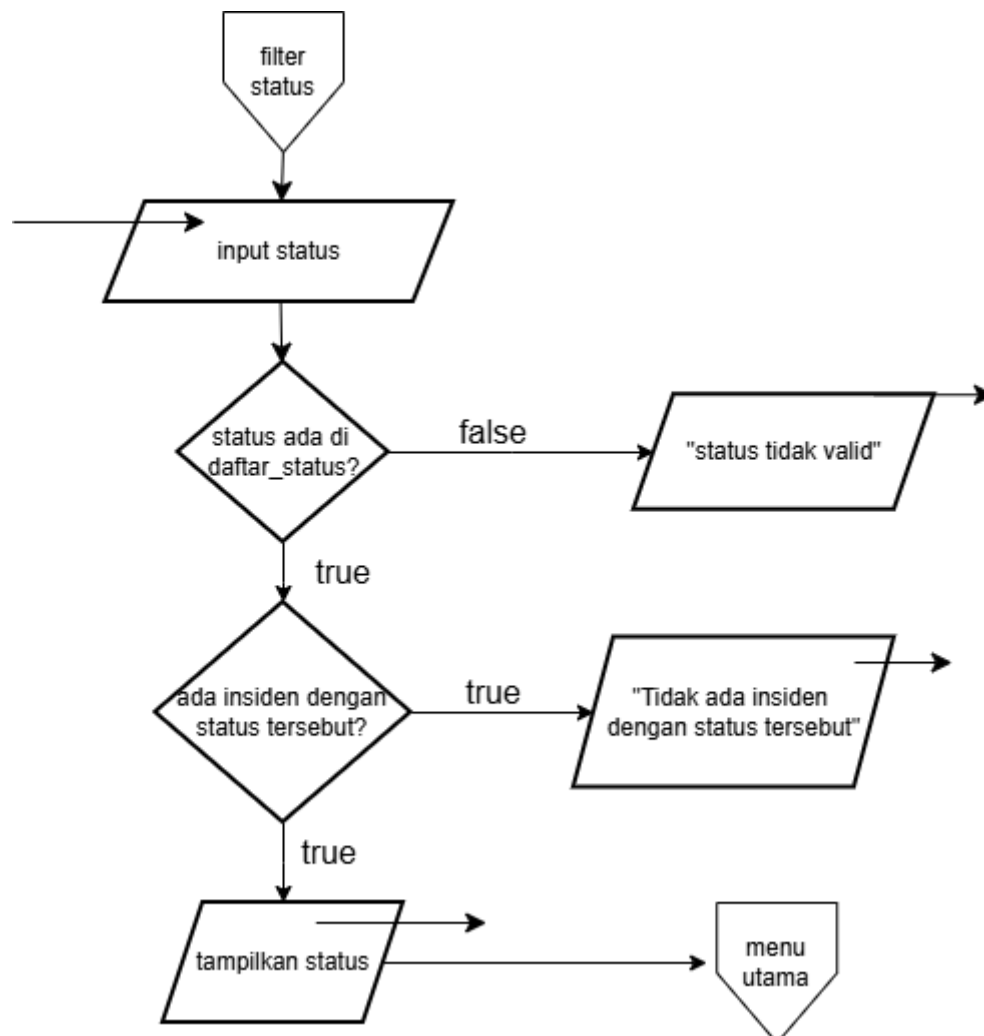 filter
status
input status
status ada di
daftar_status?
false
"status tidak valid"
true
ada insiden dengan
status tersebut?
true
"Tidak ada insiden
dengan status tersebut"
true
tampilkan status
menu
utama